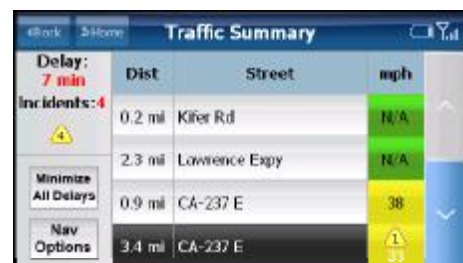 Back Home Traffic Summary
Delay:
7 min
Incidents:4
4
Minimize
All Delays
Nav
Options
Dist Street mph
0.2 mi Kifer Rd N/A
2.3 mi Lawrence Expy N/A
0.9 mi CA-237 E 38
3.4 mi CA-237 E 1
33